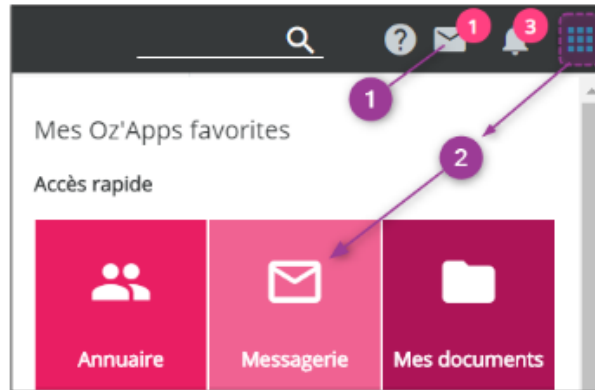 1 3
1
Mes Oz'Apps favorites
2
Accès rapide
Annuaire Messagerie Mes documents